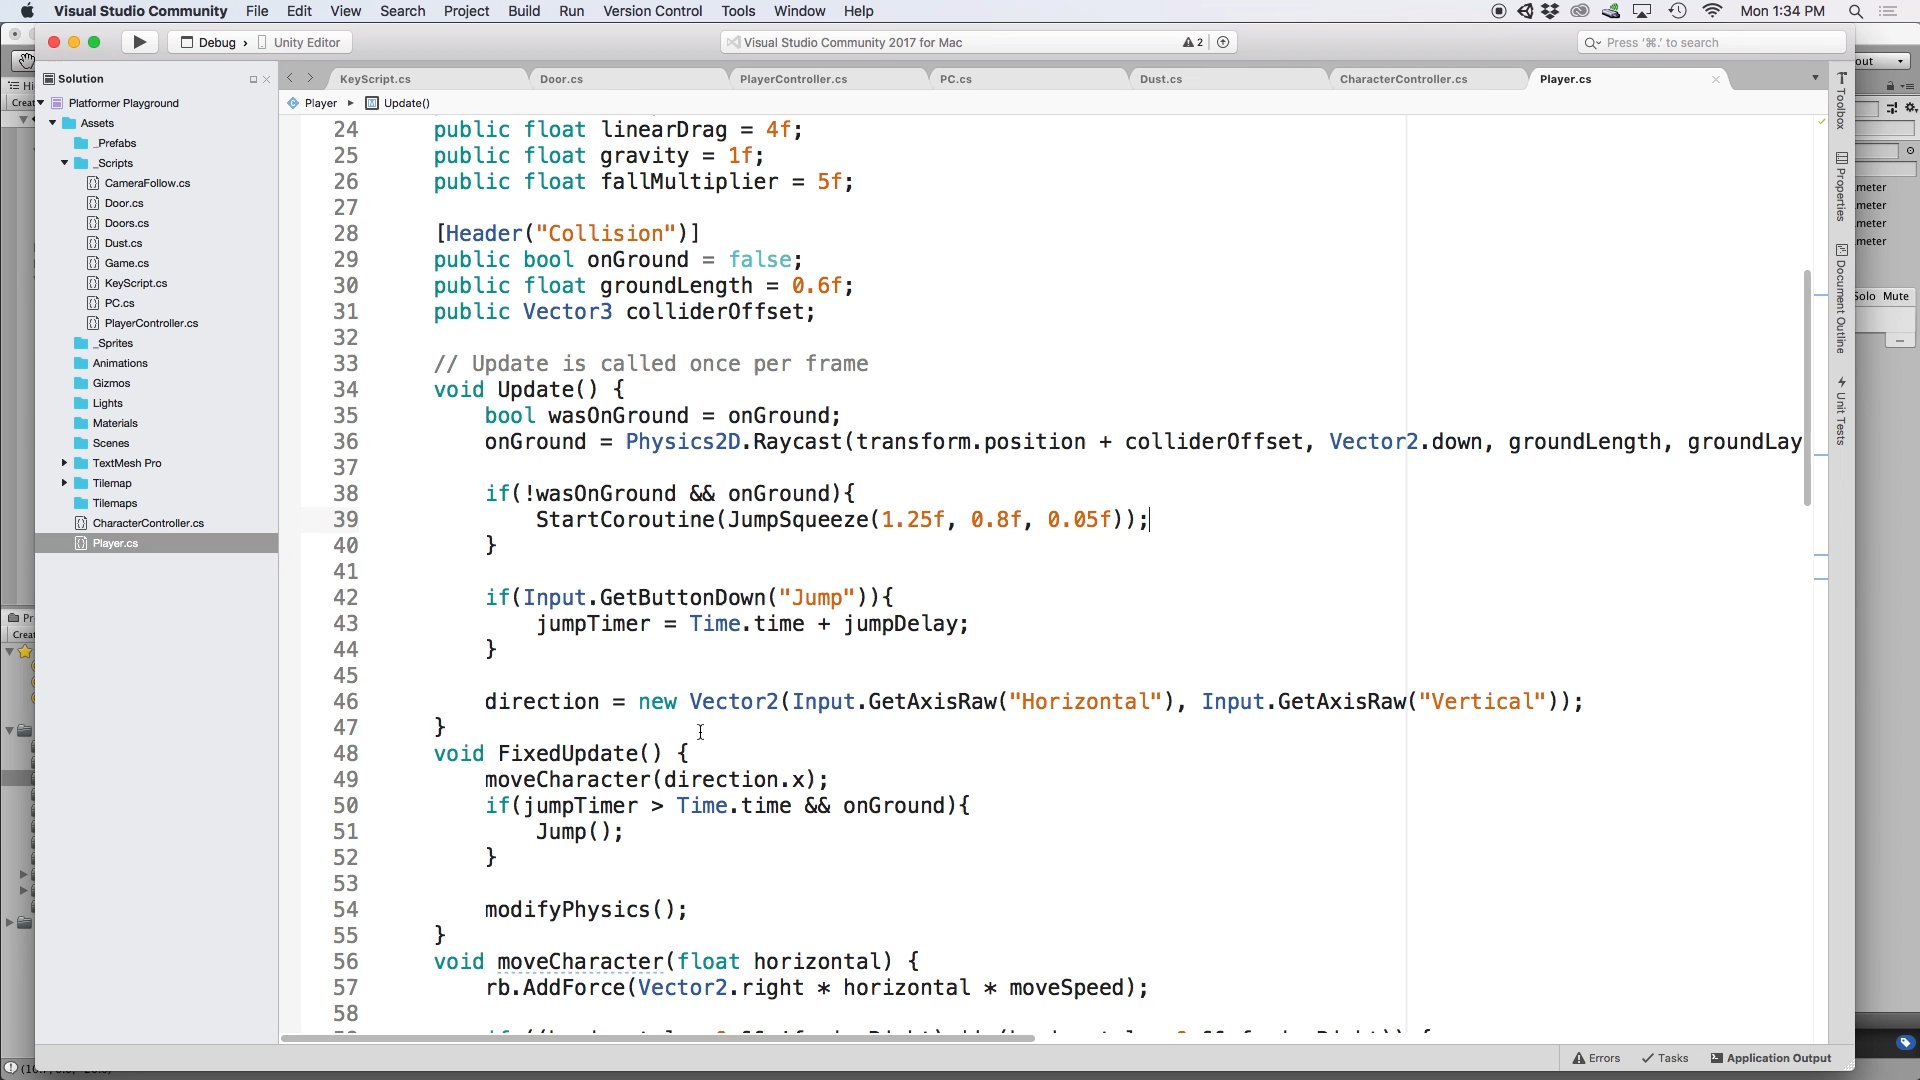 Visual Studio Community File Edit View Search Project Build Run Version Control Tools Window Help Mon 1:34 PM
Debug › Unity Editor Visual Studio Community 2017 for Mac 2 Press ‘⌘.’ to search
Solution
Platformer Playground
Assets
_Prefabs
_Scripts
CameraFollow.cs
Door.cs
Doors.cs
Dust.cs
Game.cs
KeyScript.cs
PC.cs
PlayerController.cs
_Sprites
Animations
Gizmos
Lights
Materials
Scenes
TextMesh Pro
Tilemap
Tilemaps
CharacterController.cs
Player.cs
KeyScript.cs Door.cs PlayerController.cs PC.cs Dust.cs CharacterController.cs Player.cs
Player Update()
24 public float linearDrag = 4f;
25 public float gravity = 1f;
26 public float fallMultiplier = 5f;
27
28 [Header("Collision")]
29 public bool onGround = false;
30 public float groundLength = 0.6f;
31 public Vector3 colliderOffset;
32
33 // Update is called once per frame
34 void Update() {
35 bool wasOnGround = onGround;
36 onGround = Physics2D.Raycast(transform.position + colliderOffset, Vector2.down, groundLength, groundLay
37
38 if(!wasOnGround && onGround){
39 StartCoroutine(JumpSqueeze(1.25f, 0.8f, 0.05f));
40 }
41
42 if(Input.GetButtonDown("Jump")){
43 jumpTimer = Time.time + jumpDelay;
44 }
45
46 direction = new Vector2(Input.GetAxisRaw("Horizontal"), Input.GetAxisRaw("Vertical"));
47 }
48 void FixedUpdate() {
49 moveCharacter(direction.x);
50 if(jumpTimer > Time.time && onGround){
51 Jump();
52 }
53
54 modifyPhysics();
55 }
56 void moveCharacter(float horizontal) {
57 rb.AddForce(Vector2.right * horizontal * moveSpeed);
58
Toolbox
Properties
Document Outline
Unit Tests
out
meter
meter
meter
meter
Solo Mute
Hi
Creat
Pr
Creat
Errors Tasks Application Output